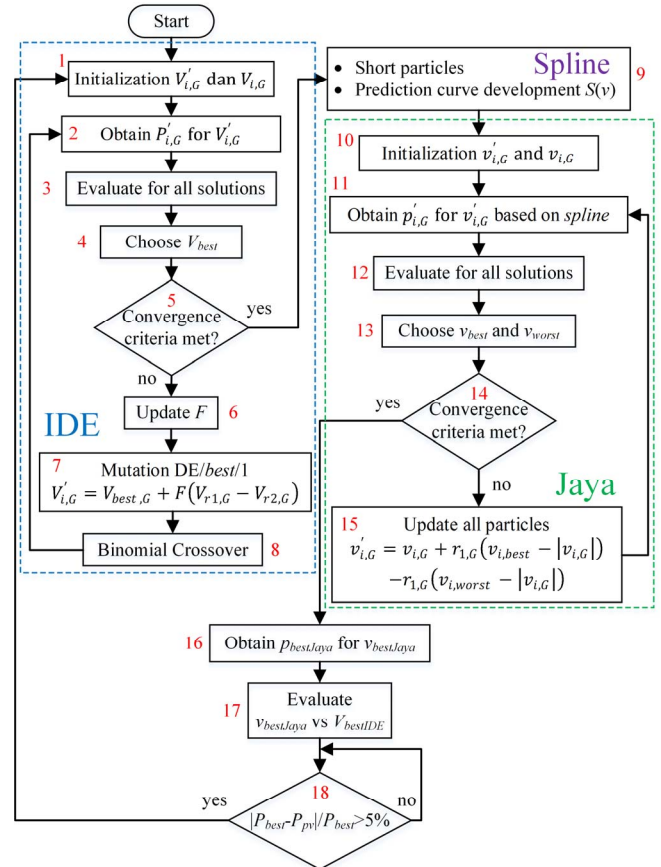 Start
1
Initialization V'i,G dan Vi,G
2
Obtain P'i,G for V'i,G
3
Evaluate for all solutions
4
Choose Vbest
5
Convergence
criteria met?
yes
no
Update F
6
IDE
7
Mutation DE/best/1
V'i,G = Vbest,G + F(Vr1,G − Vr2,G)
Binomial Crossover
8
Spline
9
• Short particles
• Prediction curve development S(v)
10
Initialization v'i,G and vi,G
11
Obtain p'i,G for v'i,G based on spline
12
Evaluate for all solutions
13
Choose vbest and vworst
14
Convergence
criteria met?
yes
no
Jaya
15
Update all particles
v'i,G = vi,G + r1,G(vi,best − |vi,G|)
−r1,G(vi,worst − |vi,G|)
16
Obtain pbestJaya for vbestJaya
17
Evaluate
vbestJaya vs VbestIDE
18
|Pbest-Ppv|/Pbest>5%
yes
no